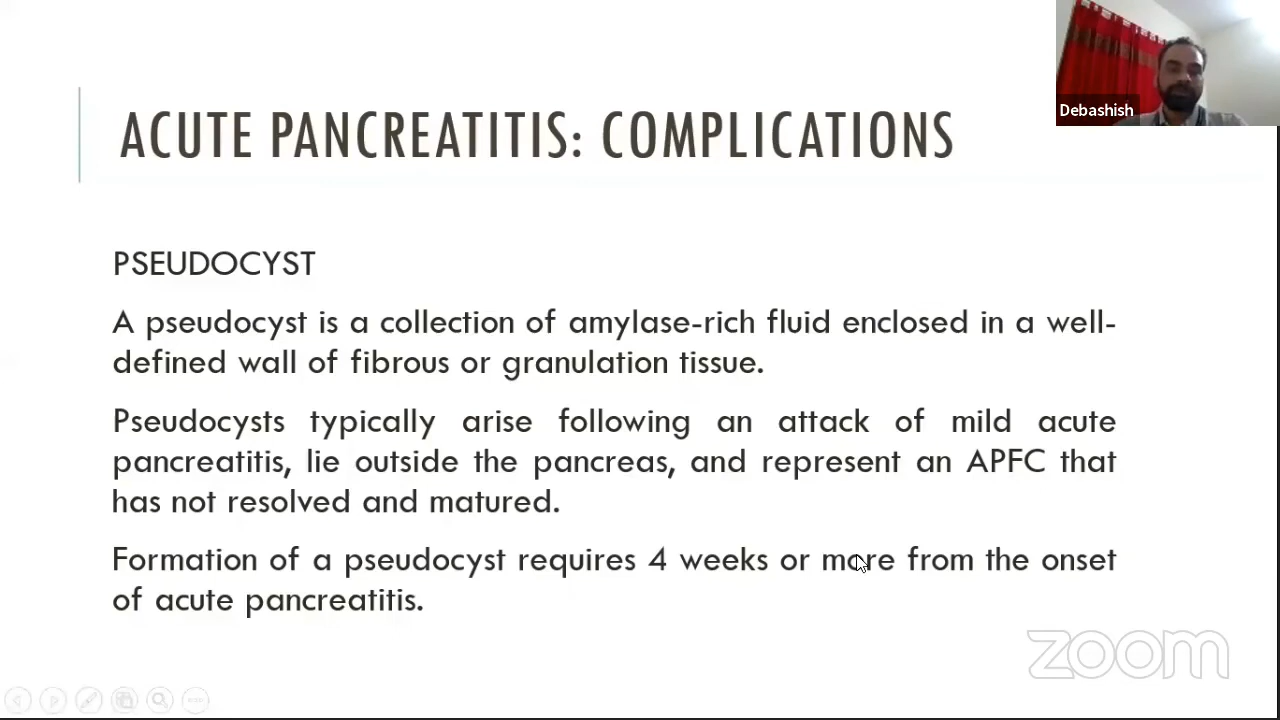 Debashish
ACUTE PANCREATITIS: COMPLICATIONS
PSEUDOCYST
A pseudocyst is a collection of amylase-rich fluid enclosed in a well-
defined wall of fibrous or granulation tissue.
Pseudocysts typically arise following an attack of mild acute
pancreatitis, lie outside the pancreas, and represent an APFC that
has not resolved and matured.
Formation of a pseudocyst requires 4 weeks or more from the onset
of acute pancreatitis.
zoom